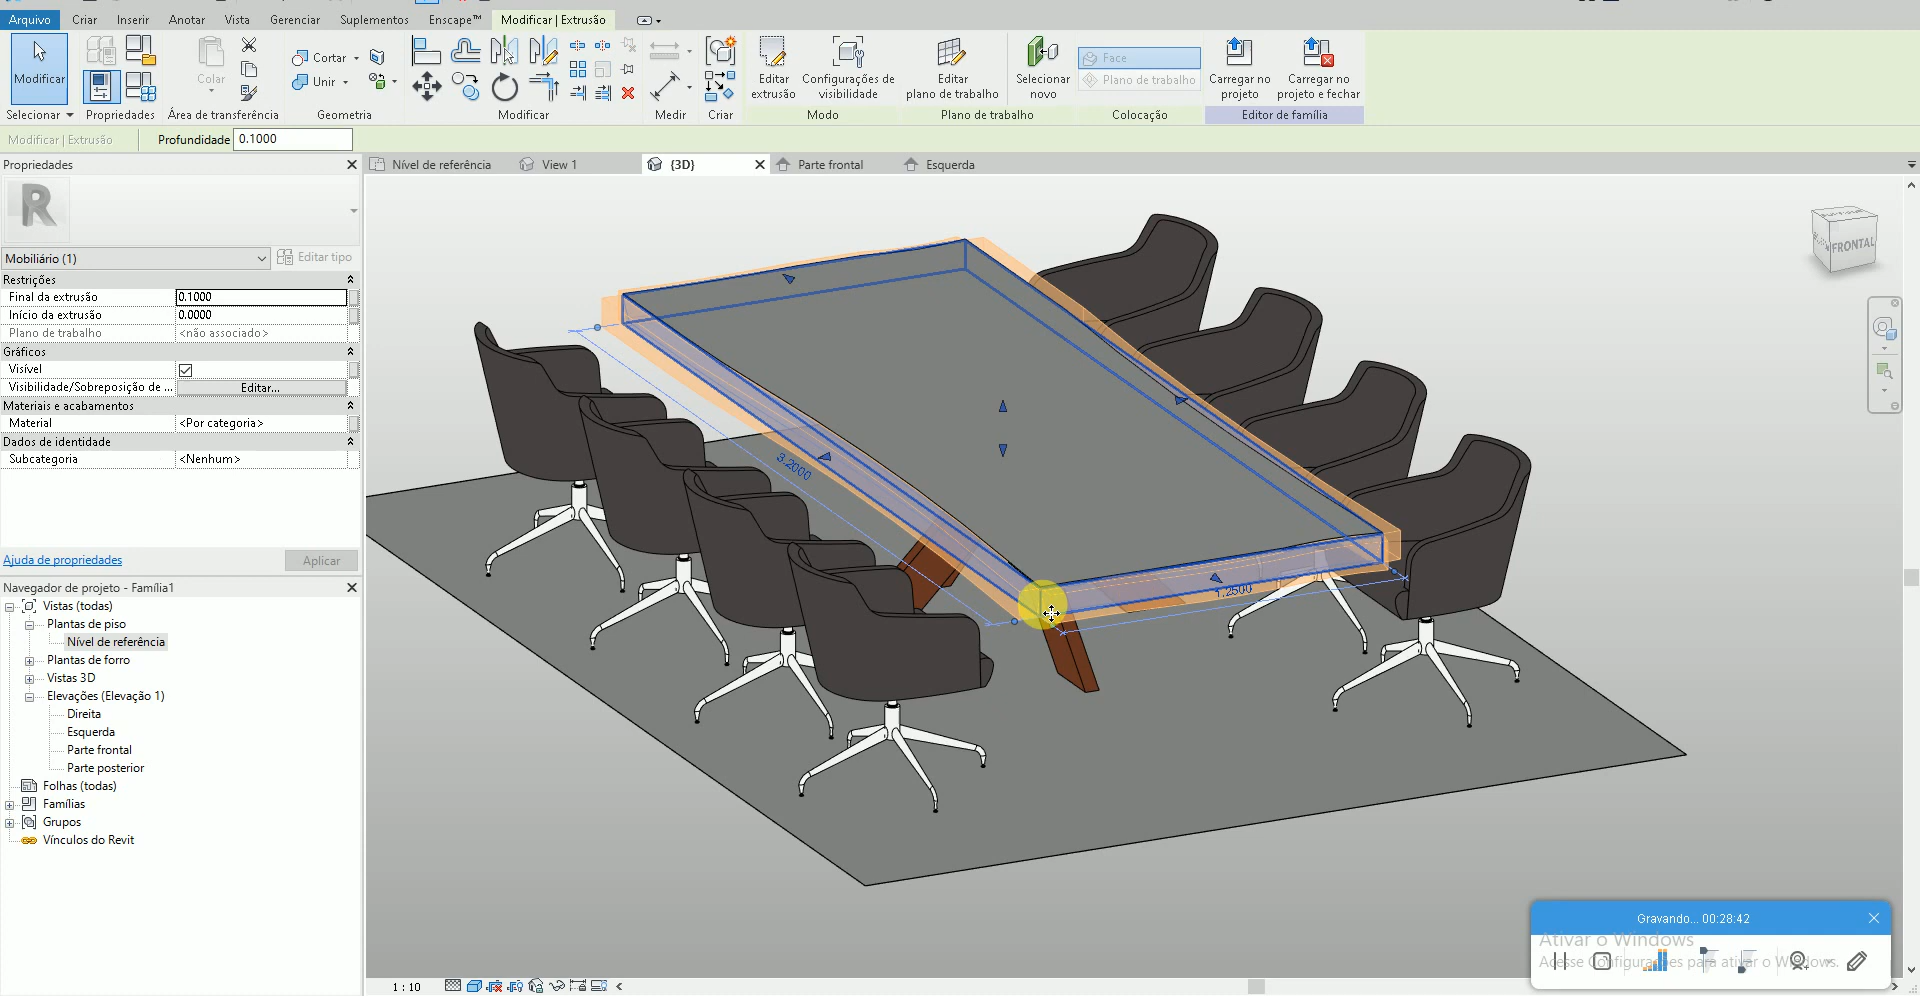 Arquivo Criar Inserir Anotar Vista Gerenciar Suplementos Enscape™ Modificar | Extrusão
Modificar
Colar
Cortar
Unir
Editar extrusão
Configurações de visibilidade
Editar plano de trabalho
Selecionar novo
Face
Plano de trabalho
Carregar no projeto
Carregar no projeto e fechar
Selecionar Propriedades Área de transferência Geometria Modificar Medir Criar Modo Plano de trabalho Colocação Editor de família
Modificar | Extrusão Profundidade 0.1000
Propriedades
Nível de referência View 1 {3D} Parte frontal Esquerda
R
Mobiliário (1) Editar tipo
Restrições
Final da extrusão 0.1000
Início da extrusão 0.0000
Plano de trabalho <não associado>
Gráficos
Visível
Visibilidade/Sobreposição de ... Editar...
Materiais e acabamentos
Material <Por categoria>
Dados de identidade
Subcategoria <Nenhum>
Ajuda de propriedades Aplicar
Navegador de projeto - Família1
Vistas (todas)
Plantas de piso
Nível de referência
Plantas de forro
Vistas 3D
Elevações (Elevação 1)
Direita
Esquerda
Parte frontal
Parte posterior
Folhas (todas)
Famílias
Grupos
Vínculos do Revit
3.2000
1.2500
FRONTAL
Gravando... 00:28:42
Ativar o Windows
Acesse Configurações para ativar o Windows.
1 : 10